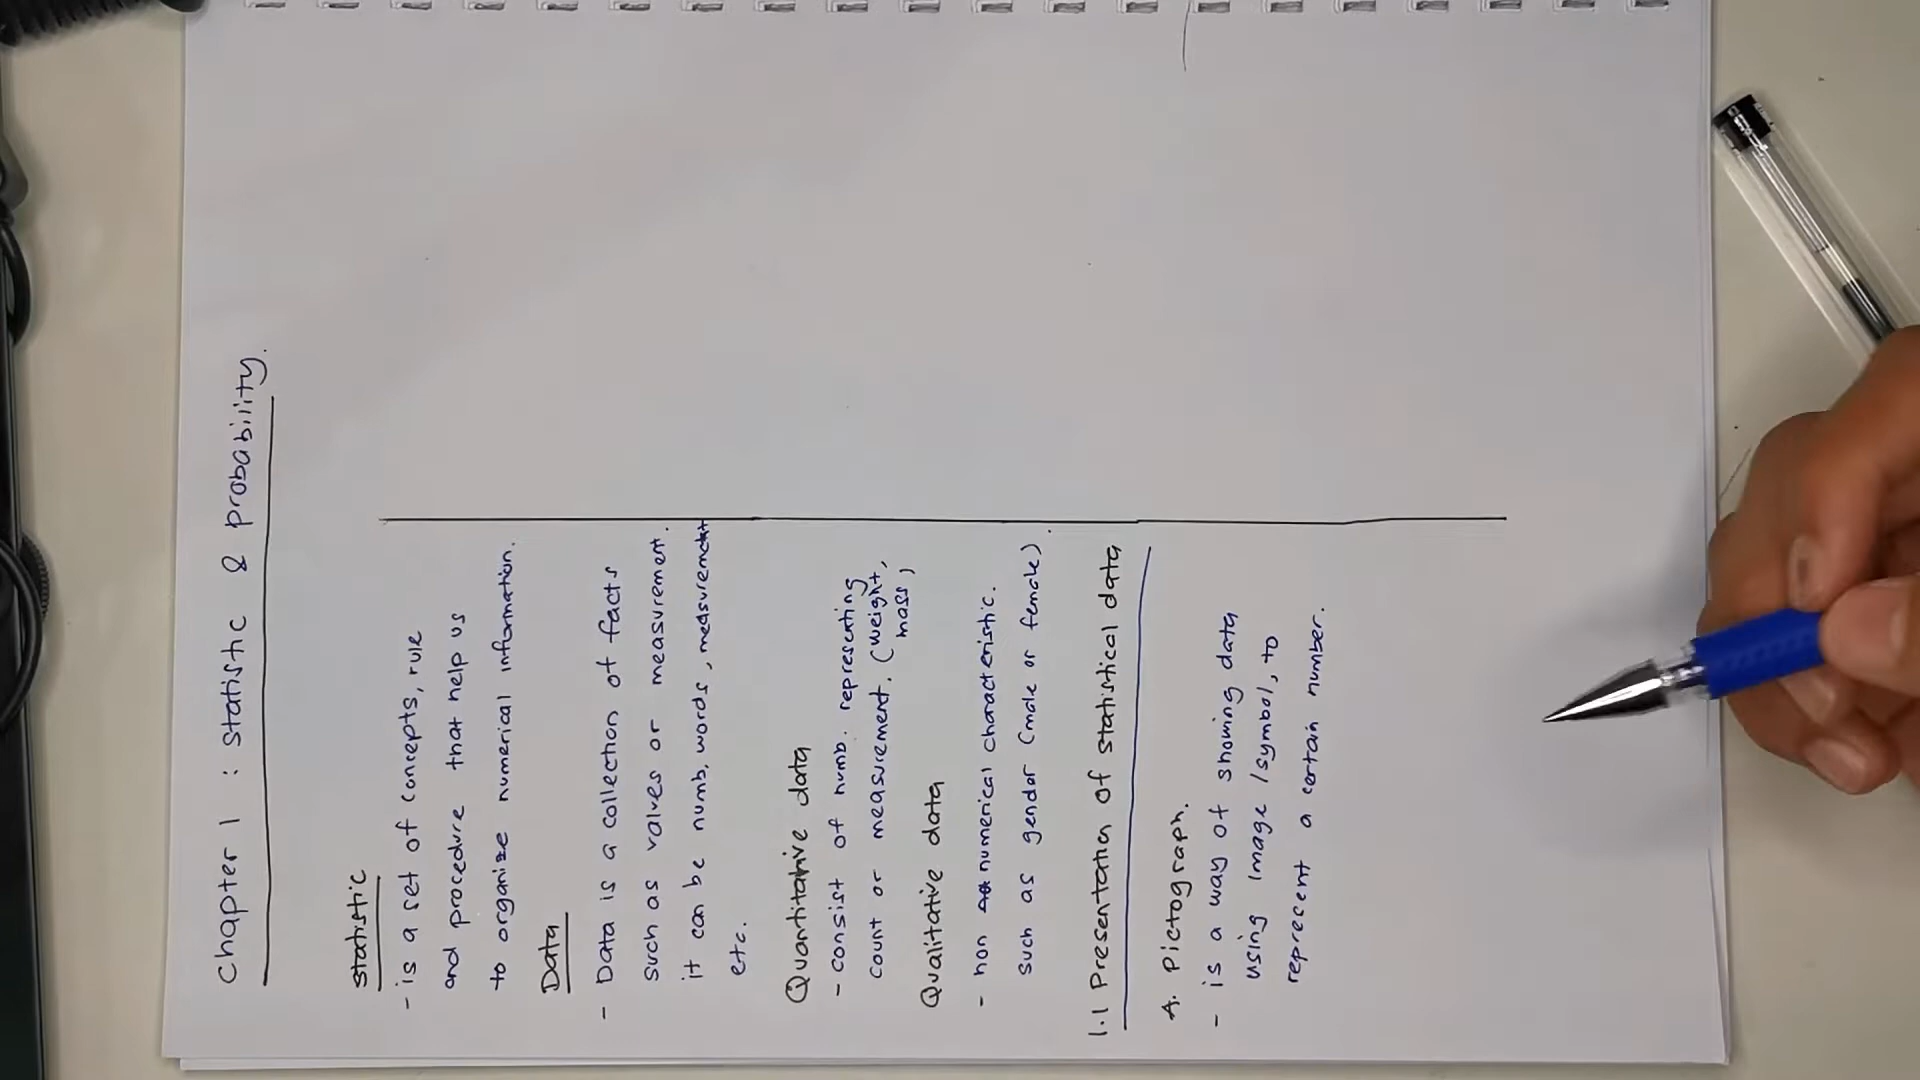 Chapter 1 : statistic & probability.
statistic
- is a set of concepts, rule
and procedure that help us
to organize numerical information.
Data
- Data is a collection of facts
such as values or measurement.
it can be numb, words, measurement
etc.
Quantitative data
- consist of numb. representing
count or measurement. (weight,
mass)
Qualitative data
- non numerical characteristic.
such as gender (male or female).
1.1 Presentation of statistical data
A. Pictograph.
- is a way of showing data
using image /symbol, to
represent a certain number.